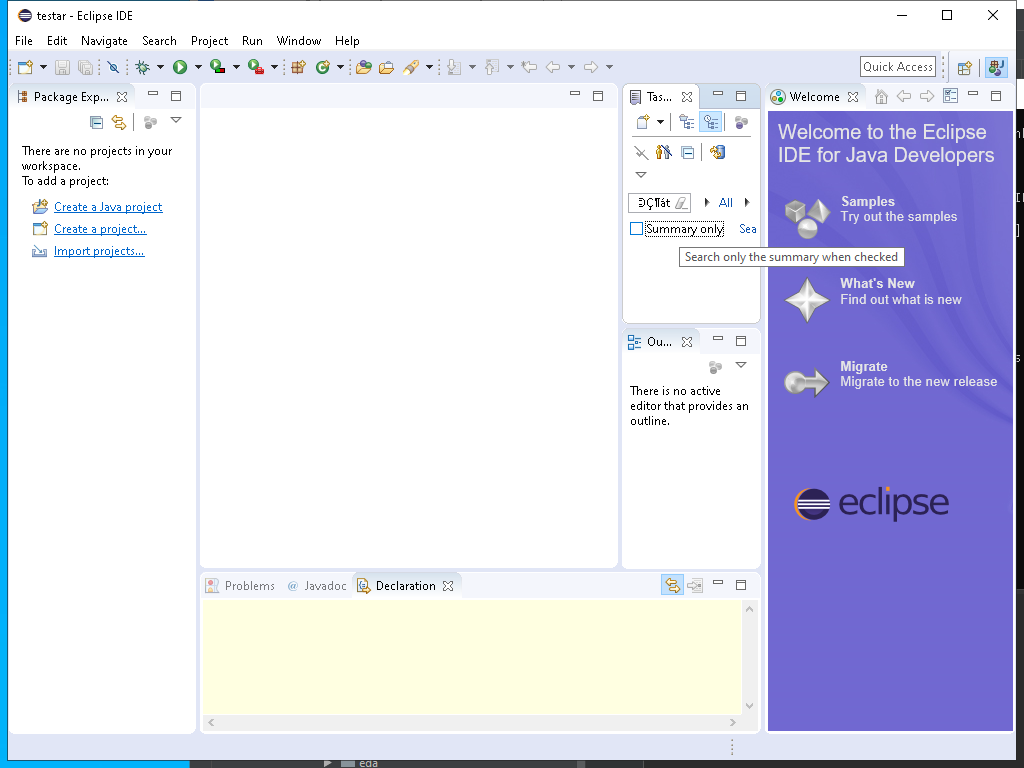 testar - Eclipse IDE
File Edit Navigate Search Project Run Window Help
Quick Access
Package Exp...
There are no projects in your
workspace.
To add a project:
Create a Java project
Create a project...
Import projects...
Tas...
All
Summary only
Sea
Search only the summary when checked
Ou...
There is no active
editor that provides an
outline.
Welcome
Welcome to the Eclipse
IDE for Java Developers
Samples
Try out the samples
What's New
Find out what is new
Migrate
Migrate to the new release
eclipse
Problems @ Javadoc Declaration
eda